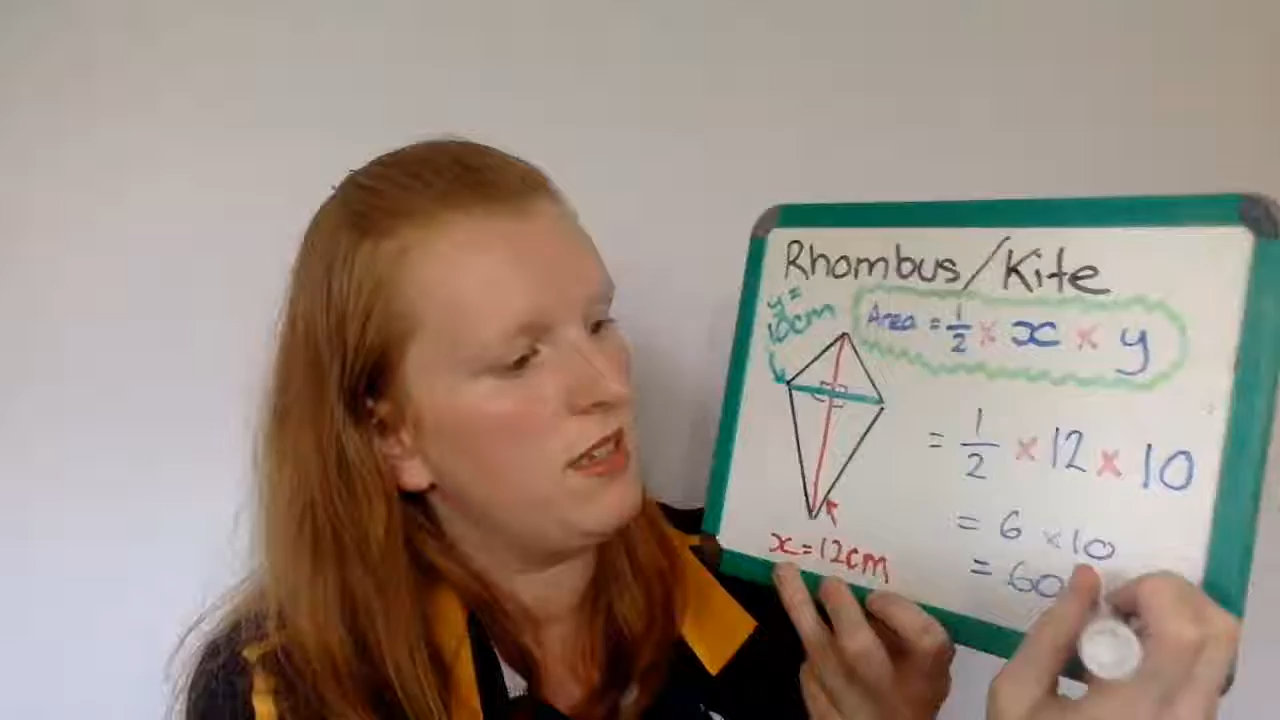 Rhombus/Kite
y =
10cm
Area = 1/2 × x × y
= 1/2 × 12 × 10
= 6 × 10
= 60
x = 12cm